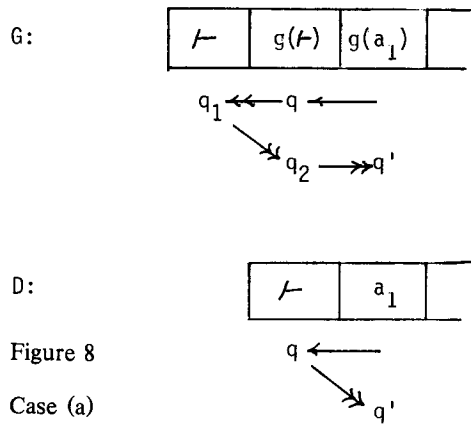 G:
⊢ g(⊢) g(a₁)
q₁ q
q₂ q'
D:
⊢ a₁
Figure 8
q
Case (a)
q'